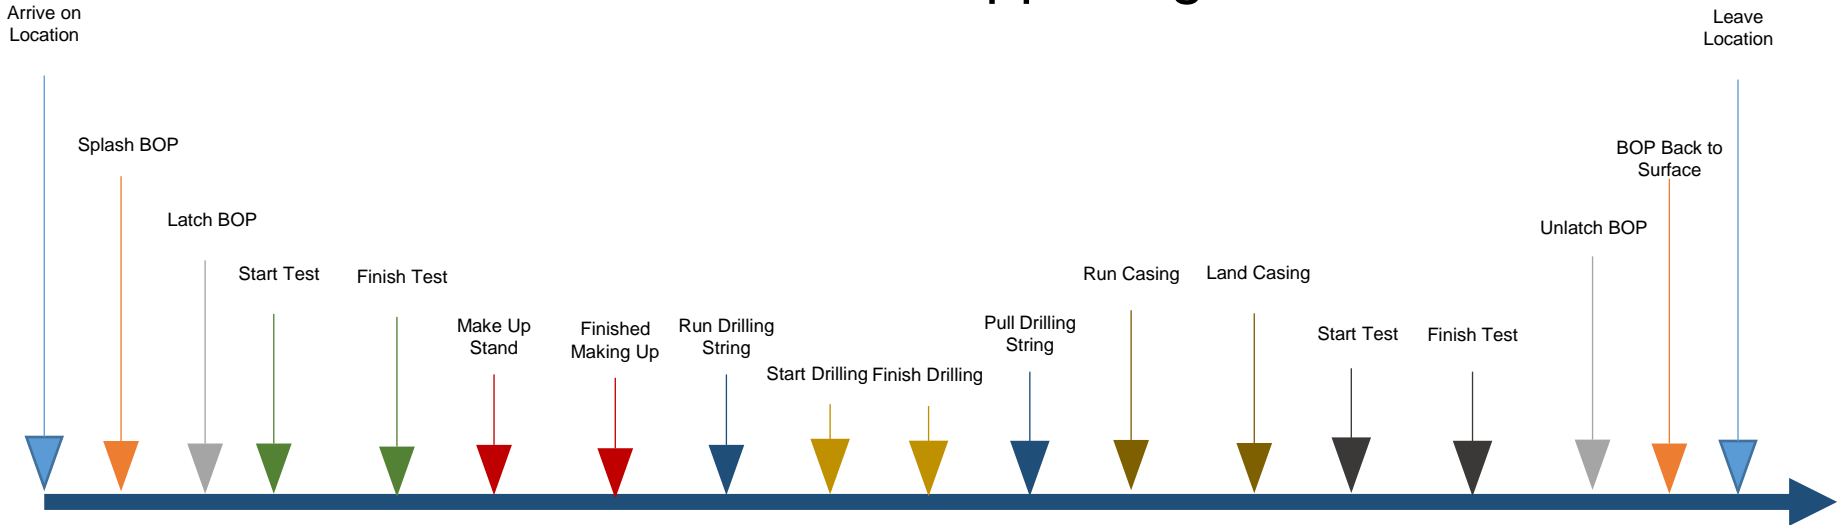 Arrive on
Location
Splash BOP
Latch BOP
Start Test
Finish Test
Make Up
Stand
Finished
Making Up
Run Drilling
String
Start Drilling
Finish Drilling
Pull Drilling
String
Run Casing
Land Casing
Start Test
Finish Test
Unlatch BOP
BOP Back to
Surface
Leave
Location